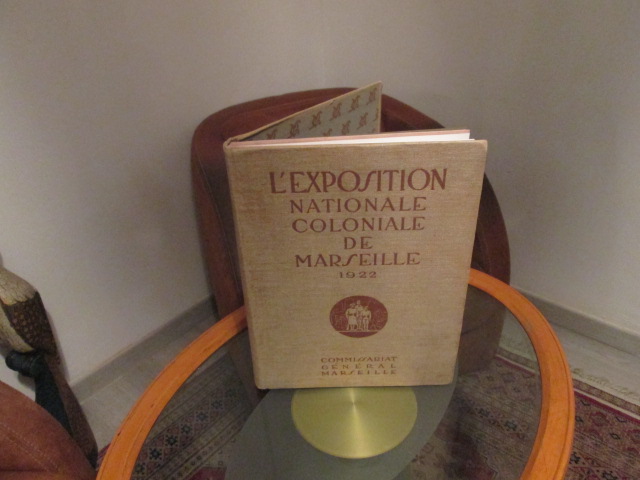 L'EXPOSITION
NATIONALE
COLONIALE
DE
MARSEILLE
1922
COMMISSARIAT
GÉNÉRAL
MARSEILLE